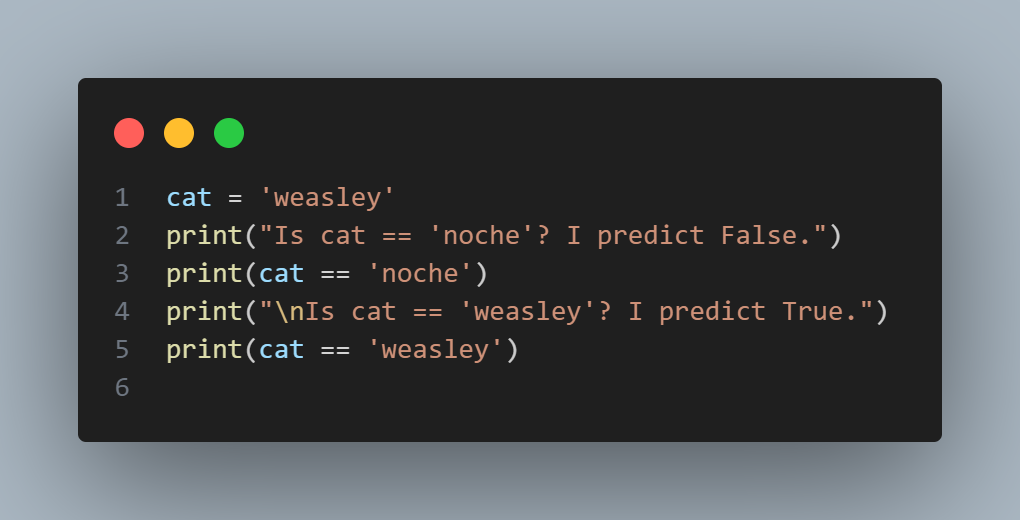 1 cat = 'weasley'
2 print("Is cat == 'noche'? I predict False.")
3 print(cat == 'noche')
4 print("\nIs cat == 'weasley'? I predict True.")
5 print(cat == 'weasley')
6